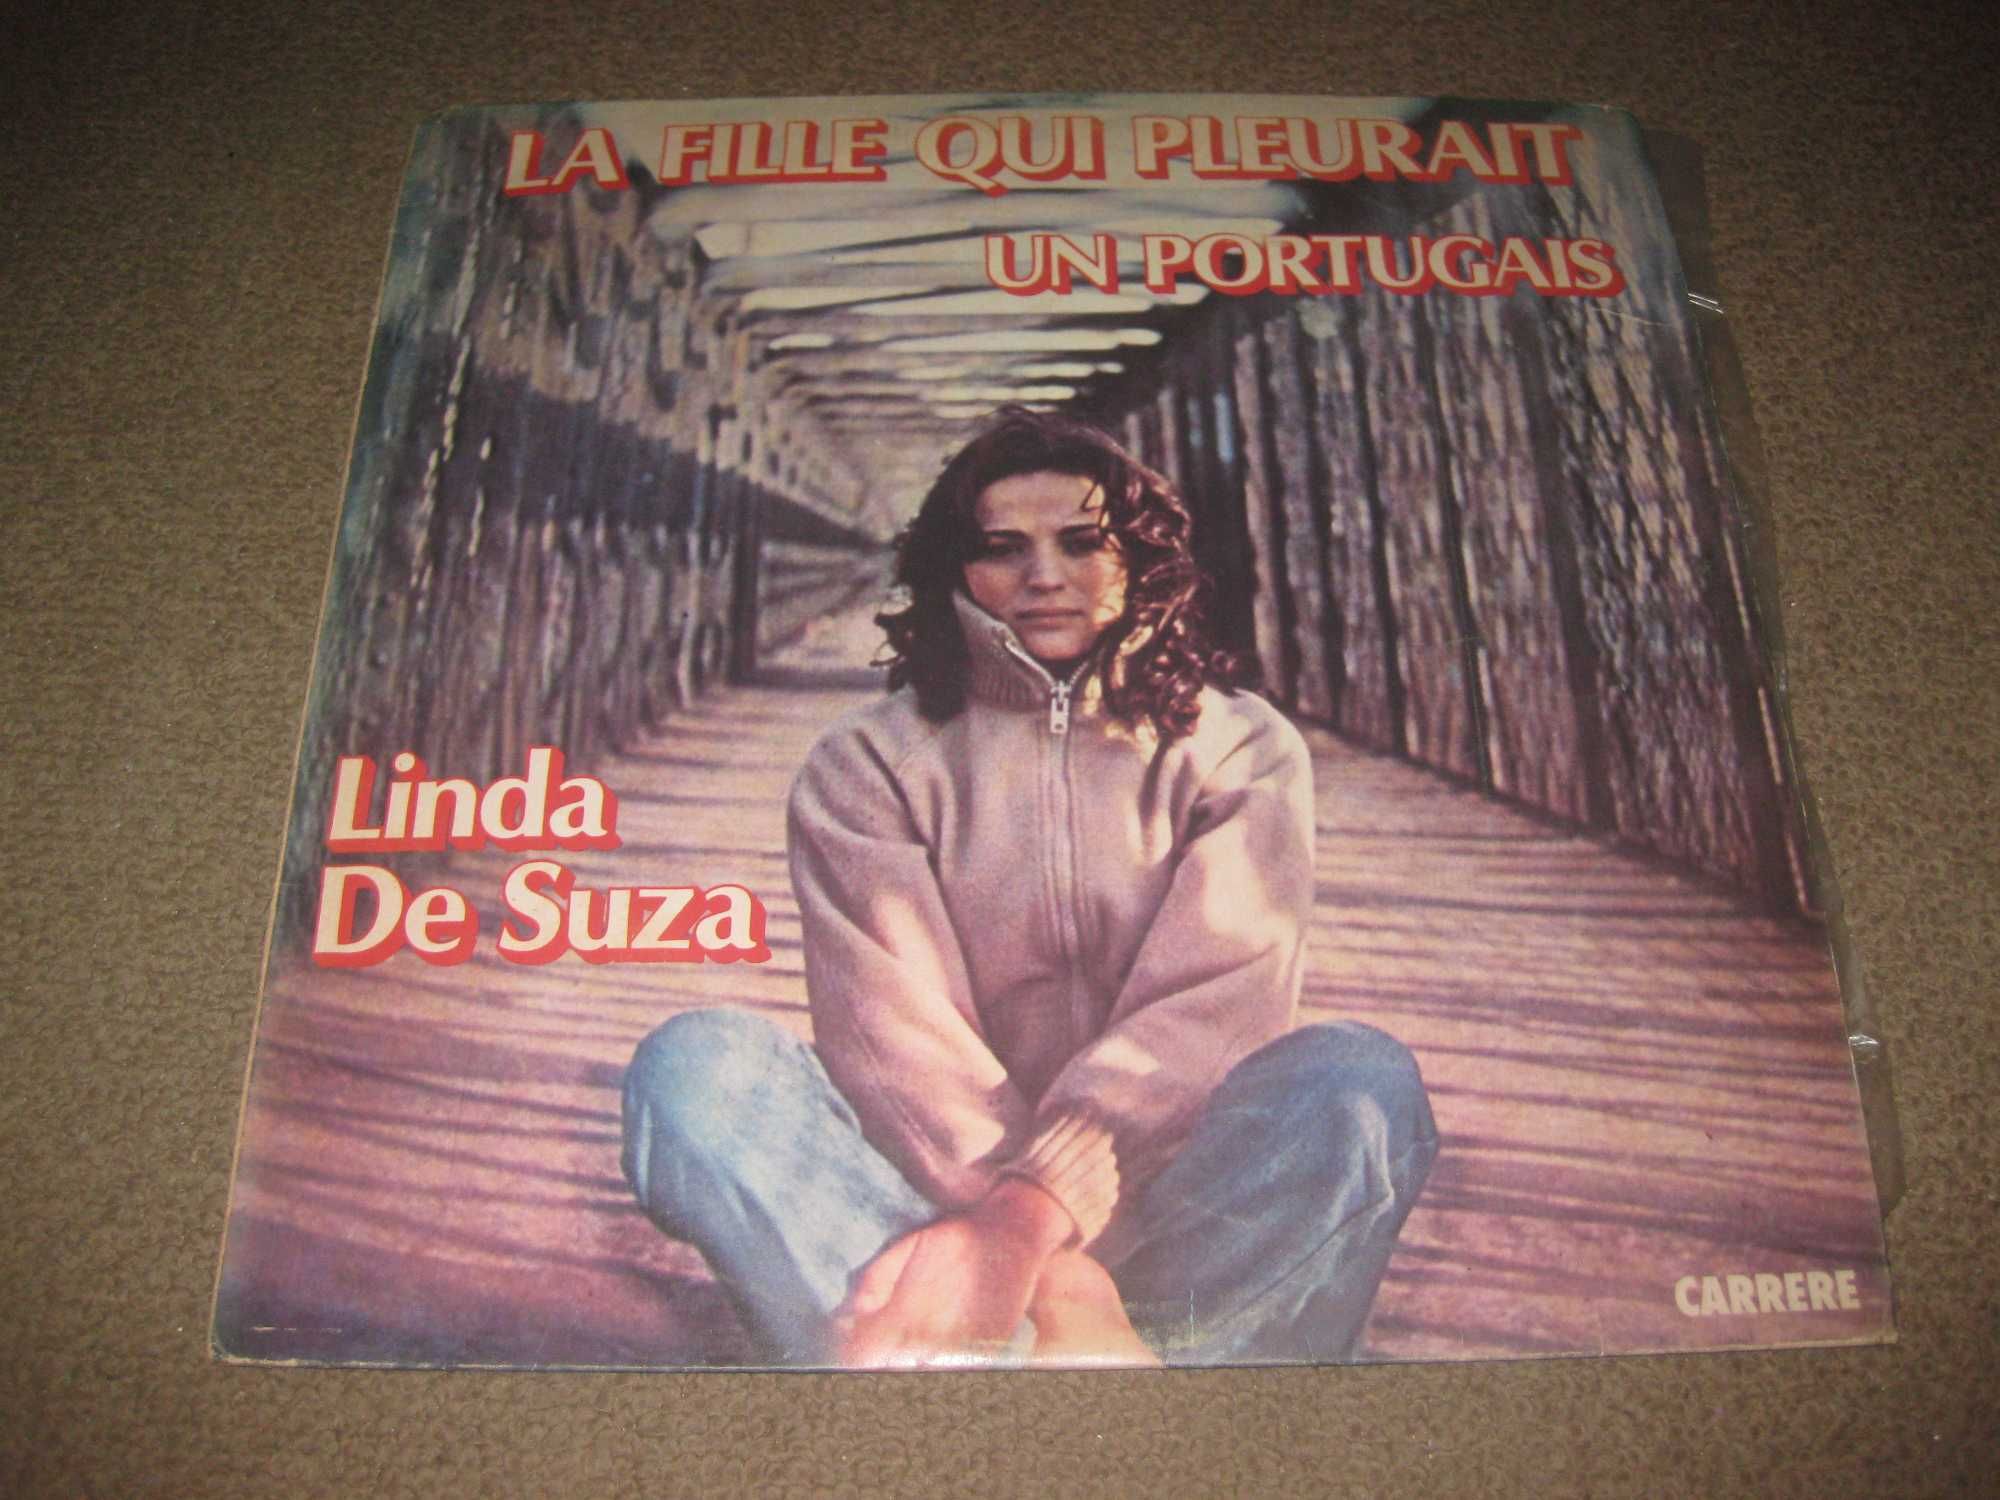 LA FILLE QUI PLEURAIT
UN PORTUGAIS
Linda
De Suza
CARRERE